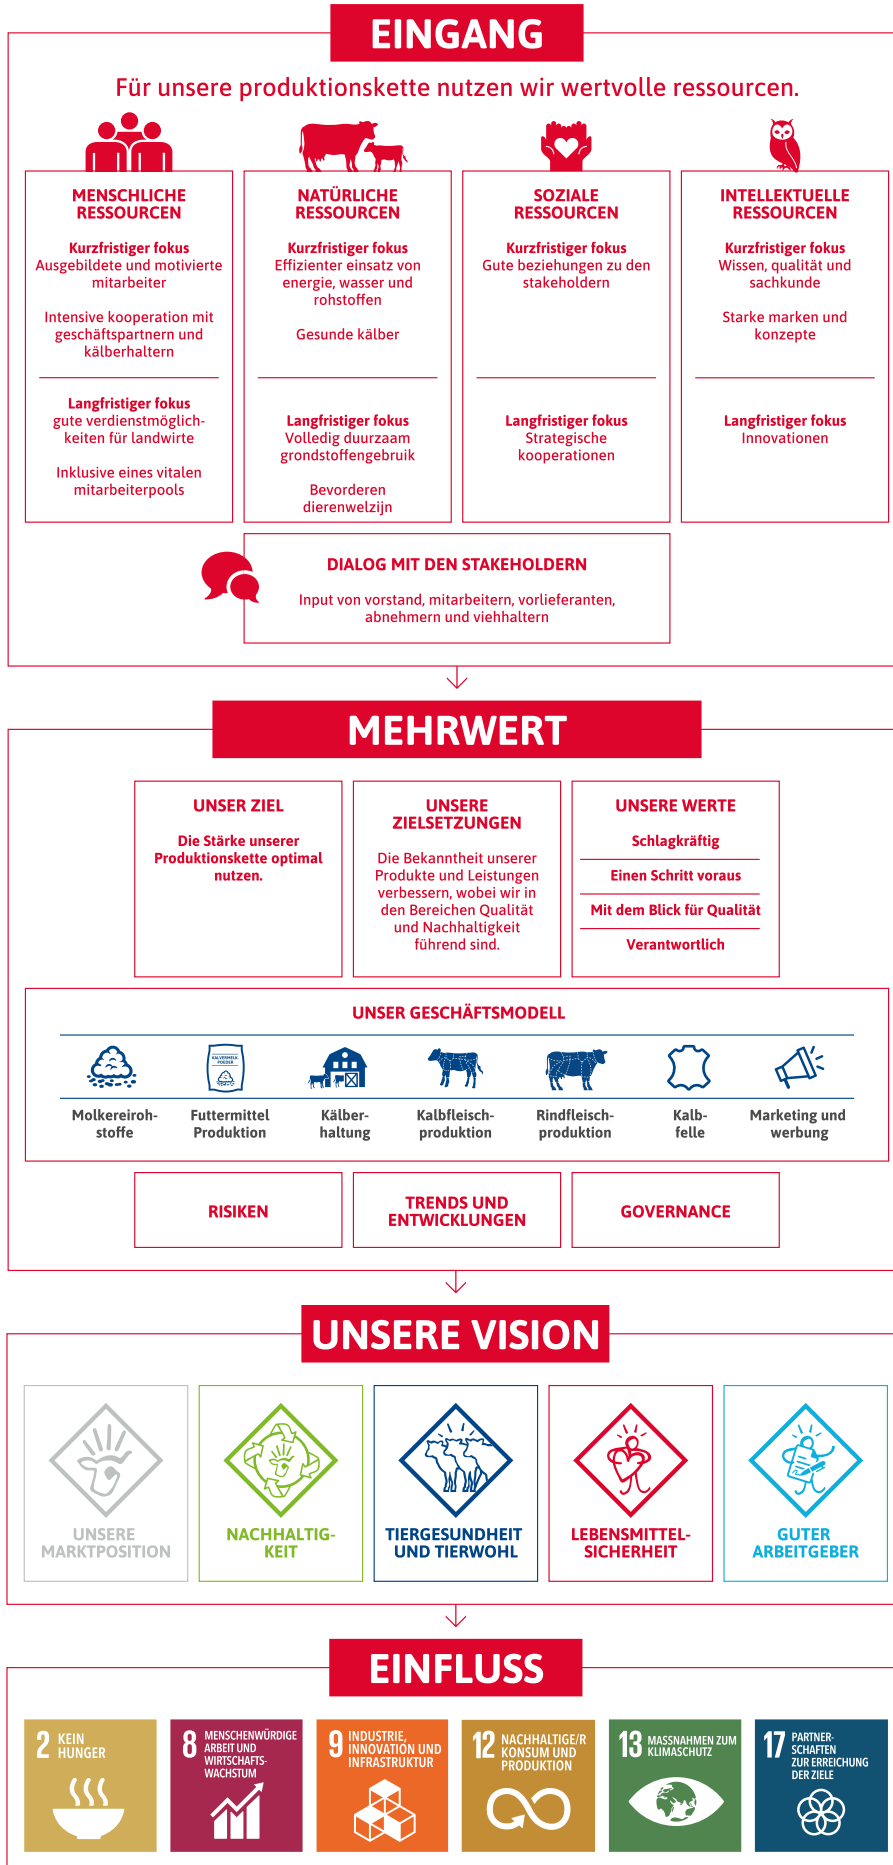 EINGANG
Für unsere produktionskette nutzen wir wertvolle ressourcen.
MENSCHLICHE
RESSOURCEN
Kurzfristiger fokus
Ausgebildete und motivierte
mitarbeiter
Intensive kooperation mit
geschäftspartnern und
kälberhaltern
Langfristiger fokus
gute verdienstmöglich-
keiten für landwirte
Inklusive eines vitalen
mitarbeiterpools
NATÜRLICHE
RESSOURCEN
Kurzfristiger fokus
Effizienter einsatz von
energie, wasser und
rohstoffen
Gesunde kälber
Langfristiger fokus
Volledig duurzaam
grondstoffengebruik
Bevorderen
dierenwelzijn
SOZIALE
RESSOURCEN
Kurzfristiger fokus
Gute beziehungen zu den
stakeholdern
Langfristiger fokus
Strategische
kooperationen
INTELLEKTUELLE
RESSOURCEN
Kurzfristiger fokus
Wissen, qualität und
sachkunde
Starke marken und
konzepte
Langfristiger fokus
Innovationen
DIALOG MIT DEN STAKEHOLDERN
Input von vorstand, mitarbeitern, vorlieferanten,
abnehmern und viehhaltern
MEHRWERT
UNSER ZIEL
Die Stärke unserer
Produktionskette optimal
nutzen.
UNSERE
ZIELSETZUNGEN
Die Bekanntheit unserer
Produkte und Leistungen
verbessern, wobei wir in
den Bereichen Qualität
und Nachhaltigkeit
führend sind.
UNSERE WERTE
Schlagkräftig
Einen Schritt voraus
Mit dem Blick für Qualität
Verantwortlich
UNSER GESCHÄFTSMODELL
KALVERMELK-
POEDER
Molkereiroh-
stoffe
Futtermittel
Produktion
Kälber-
haltung
Kalbfleisch-
produktion
Rindfleisch-
produktion
Kalb-
felle
Marketing und
werbung
RISIKEN
TRENDS UND
ENTWICKLUNGEN
GOVERNANCE
UNSERE VISION
UNSERE
MARKTPOSITION
NACHHALTIG-
KEIT
TIERGESUNDHEIT
UND TIERWOHL
LEBENSMITTEL-
SICHERHEIT
GUTER
ARBEITGEBER
EINFLUSS
2 KEIN
HUNGER
8 MENSCHENWÜRDIGE
ARBEIT UND
WIRTSCHAFTS-
WACHSTUM
9 INDUSTRIE,
INNOVATION UND
INFRASTRUKTUR
12 NACHHALTIGE/R
KONSUM UND
PRODUKTION
13 MASSNAHMEN ZUM
KLIMASCHUTZ
17 PARTNER-
SCHAFTEN
ZUR ERREICHUNG
DER ZIELE